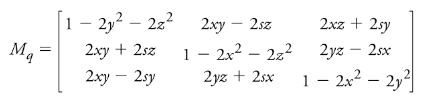 1 − 2y² − 2z² 2xy − 2sz 2xz + 2sy
M_q = 2xy + 2sz 1 − 2x² − 2z² 2yz − 2sx
2xy − 2sy 2yz + 2sx 1 − 2x² − 2y²